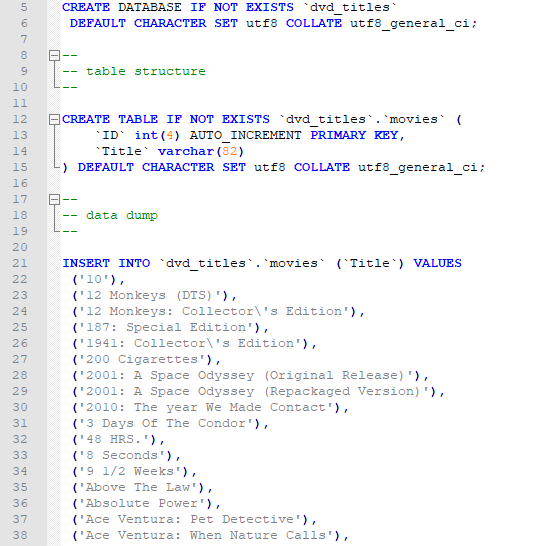 5 CREATE DATABASE IF NOT EXISTS `dvd_titles`
6 DEFAULT CHARACTER SET utf8 COLLATE utf8_general_ci;
7
8 --
9 -- table structure
10 --
11
12 CREATE TABLE IF NOT EXISTS `dvd_titles`.`movies` (
13 `ID` int(4) AUTO_INCREMENT PRIMARY KEY,
14 `Title` varchar(82)
15 ) DEFAULT CHARACTER SET utf8 COLLATE utf8_general_ci;
16
17 --
18 -- data dump
19 --
20
21 INSERT INTO `dvd_titles`.`movies` (`Title`) VALUES
22 ('10'),
23 ('12 Monkeys (DTS)'),
24 ('12 Monkeys: Collector\'s Edition'),
25 ('187: Special Edition'),
26 ('1941: Collector\'s Edition'),
27 ('200 Cigarettes'),
28 ('2001: A Space Odyssey (Original Release)'),
29 ('2001: A Space Odyssey (Repackaged Version)'),
30 ('2010: The year We Made Contact'),
31 ('3 Days Of The Condor'),
32 ('48 HRS.'),
33 ('8 Seconds'),
34 ('9 1/2 Weeks'),
35 ('Above The Law'),
36 ('Absolute Power'),
37 ('Ace Ventura: Pet Detective'),
38 ('Ace Ventura: When Nature Calls'),